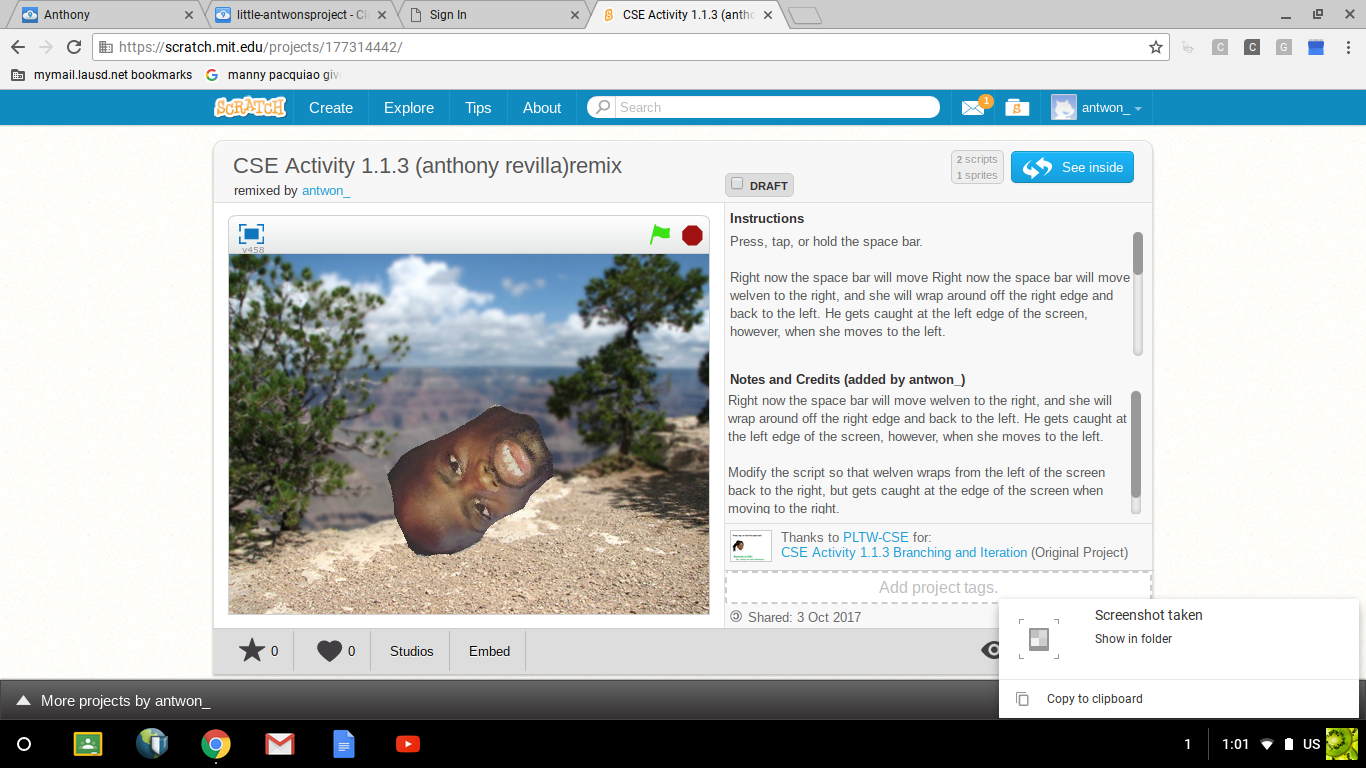 Anthony
little-antwonsproject - Cl
Sign In
CSE Activity 1.1.3 (antho
https://scratch.mit.edu/projects/177314442/
mymail.lausd.net bookmarks
manny pacquiao giv
SCRATCH
Create
Explore
Tips
About
Search
1
antwon_
CSE Activity 1.1.3 (anthony revilla)remix
remixed by antwon_
DRAFT
2 scripts
1 sprites
See inside
v458
Instructions
Press, tap, or hold the space bar.
Right now the space bar will move Right now the space bar will move
welven to the right, and she will wrap around off the right edge and
back to the left. He gets caught at the left edge of the screen,
however, when she moves to the left.
Notes and Credits (added by antwon_)
Right now the space bar will move welven to the right, and she will
wrap around off the right edge and back to the left. He gets caught at
the left edge of the screen, however, when she moves to the left.
Modify the script so that welven wraps from the left of the screen
back to the right, but gets caught at the edge of the screen when
moving to the right.
Thanks to PLTW-CSE for:
CSE Activity 1.1.3 Branching and Iteration (Original Project)
Add project tags.
Shared: 3 Oct 2017
0
0
Studios
Embed
More projects by antwon_
Screenshot taken
Show in folder
Copy to clipboard
1
1:01
US